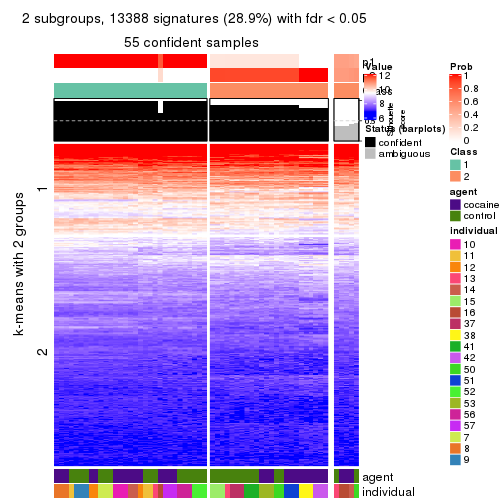 2 subgroups, 13388 signatures (28.9%) with fdr < 0.05
55 confident samples
k-means with 2 groups
1
2
p1
Value
12
10
8
6
Silhouette
score
Status (barplots)
confident
ambiguous
Prob
1
0.8
0.6
0.4
0.2
0
Class
1
2
agent
cocaine
control
individual
10
11
12
13
14
15
16
37
38
41
42
50
51
52
53
56
57
7
8
9
agent
individual